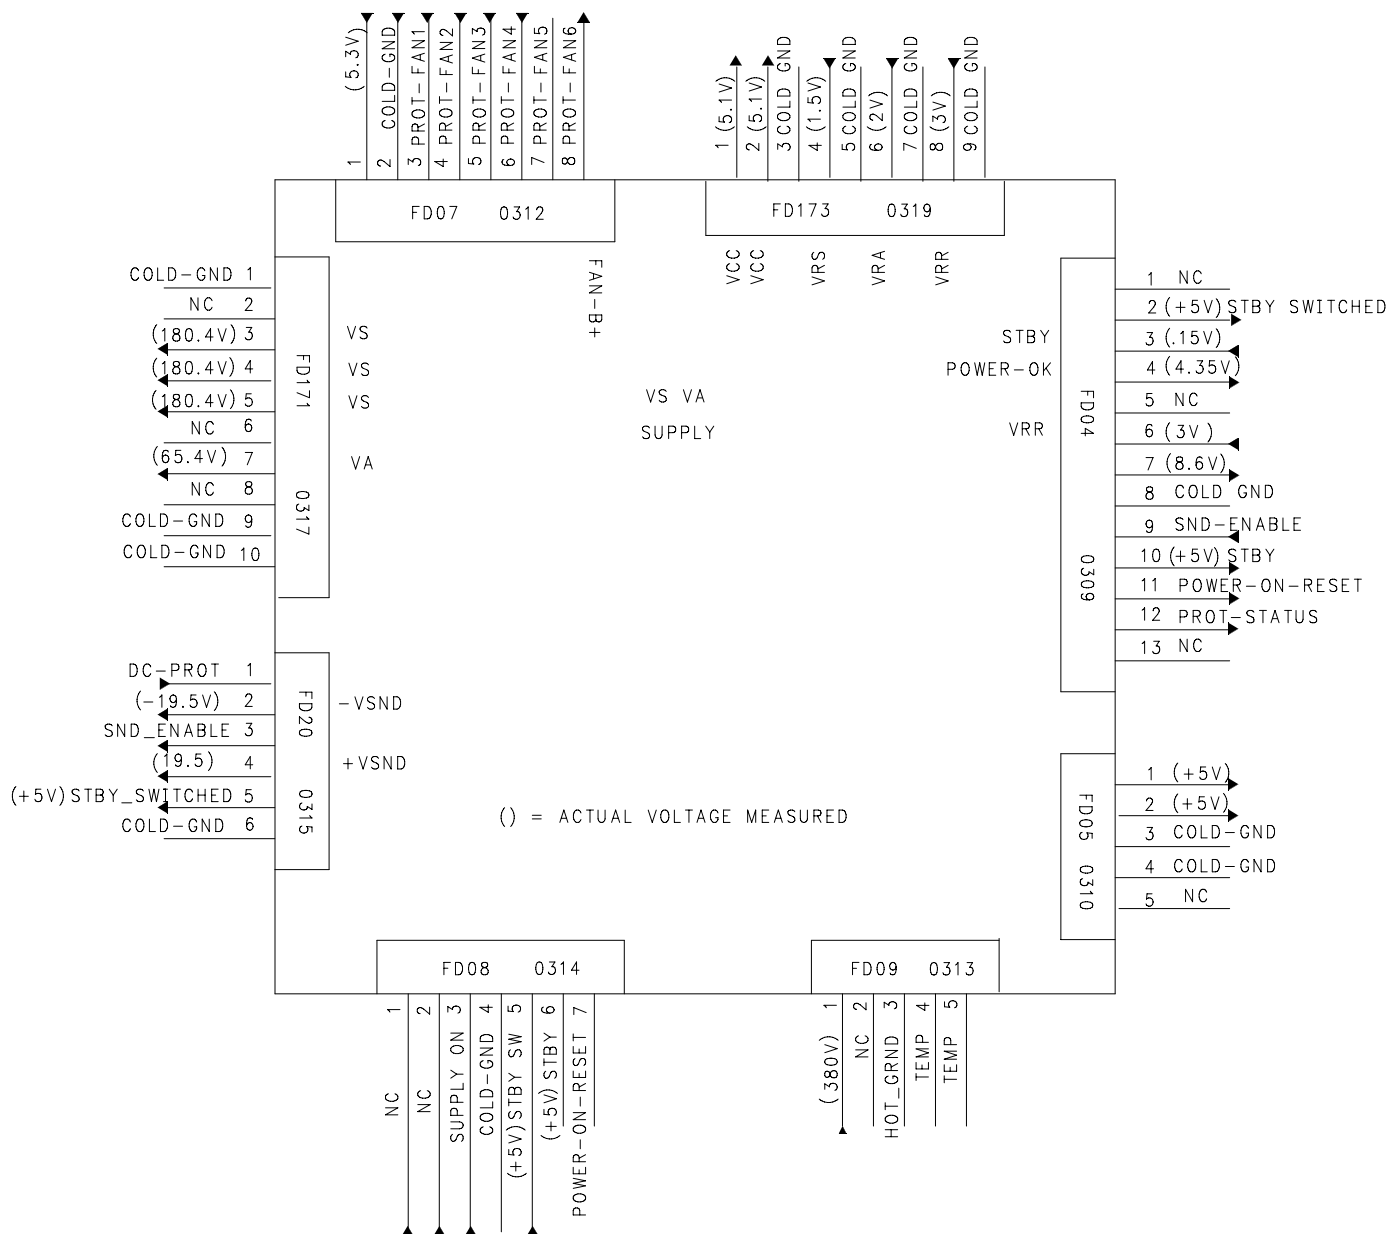 1 (5.3V)
2 COLD-GND
3 PROT-FAN1
4 PROT-FAN2
5 PROT-FAN3
6 PROT-FAN4
7 PROT-FAN5
8 PROT-FAN6
FD07 0312
FAN-B+
1 (5.1V)
2 (5.1V)
3 COLD GND
4 (1.5V)
5 COLD GND
6 (2V)
7 COLD GND
8 (3V)
9 COLD GND
FD173 0319
VCC
VCC
VRS
VRA
VRR
COLD-GND 1
NC 2
(180.4V) 3 VS
(180.4V) 4 VS
(180.4V) 5 VS
NC 6
(65.4V) 7 VA
NC 8
COLD-GND 9
COLD-GND 10
FD171 0317
VS VA
SUPPLY
1 NC
2 (+5V) STBY SWITCHED
STBY 3 (.15V)
POWER-OK 4 (4.35V)
5 NC
VRR 6 (3V )
7 (8.6V)
8 COLD GND
9 SND-ENABLE
10 (+5V) STBY
11 POWER-ON-RESET
12 PROT-STATUS
13 NC
FD04 0309
DC-PROT 1
(-19.5V) 2 -VSND
SND_ENABLE 3
(19.5) 4 +VSND
(+5V) STBY_SWITCHED 5
COLD-GND 6
FD20 0315
() = ACTUAL VOLTAGE MEASURED
1 (+5V)
2 (+5V)
3 COLD-GND
4 COLD-GND
5 NC
FD05 0310
FD08 0314
1 NC
2 NC
3 SUPPLY ON
4 COLD-GND
5 (+5V) STBY SW
6 (+5V) STBY
7 POWER-ON-RESET
FD09 0313
1 (380V)
2 NC
3 HOT_GRND
4 TEMP
5 TEMP